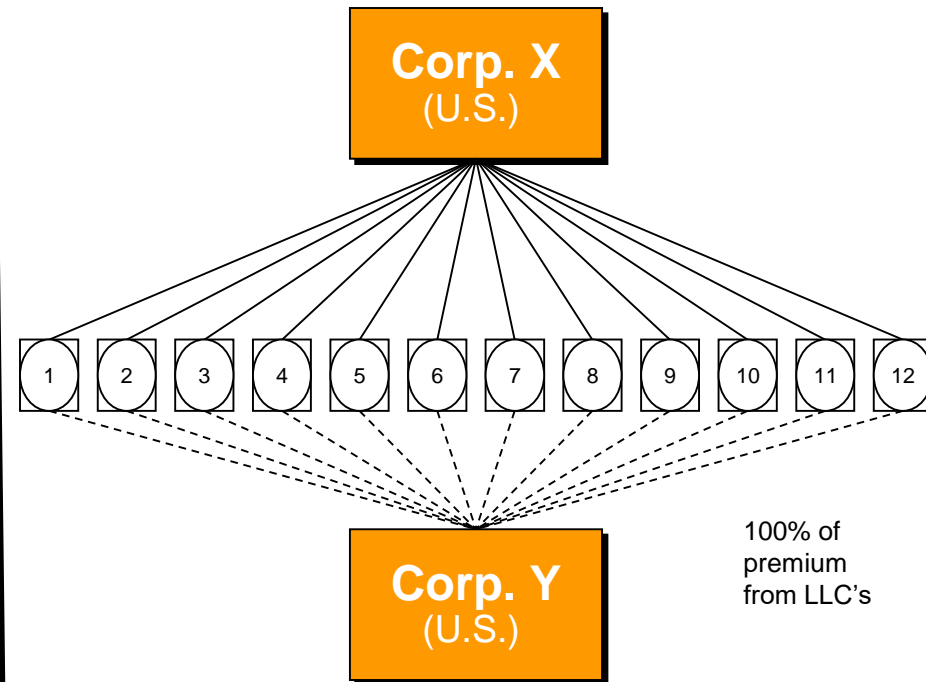 Corp. X
(U.S.)
1 2 3 4 5 6 7 8 9 10 11 12
100% of
premium
from LLC's
Corp. Y
(U.S.)